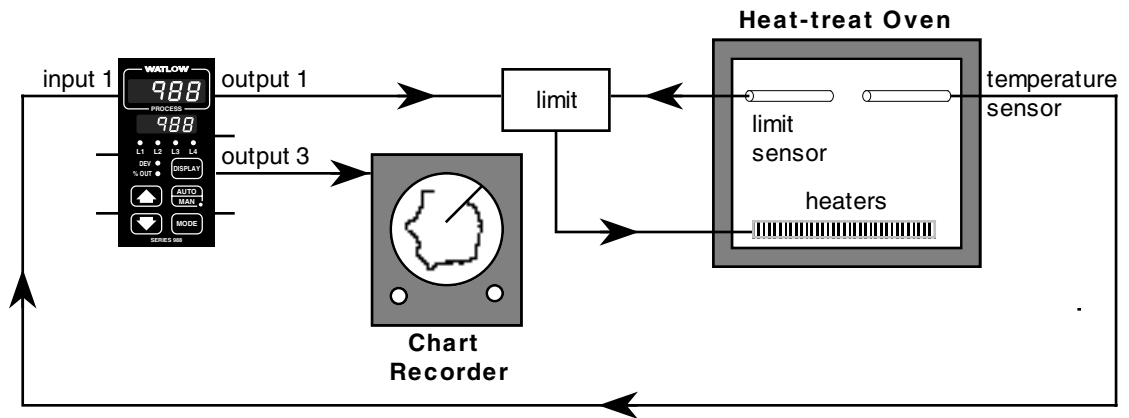 Heat-treat Oven
input 1
WATLOW
988
PROCESS
988
L1 L2 L3 L4
DEV
% OUT
DISPLAY
AUTO
MAN
MODE
SERIES 988
output 1
output 3
limit
limit
sensor
temperature
sensor
heaters
Chart
Recorder